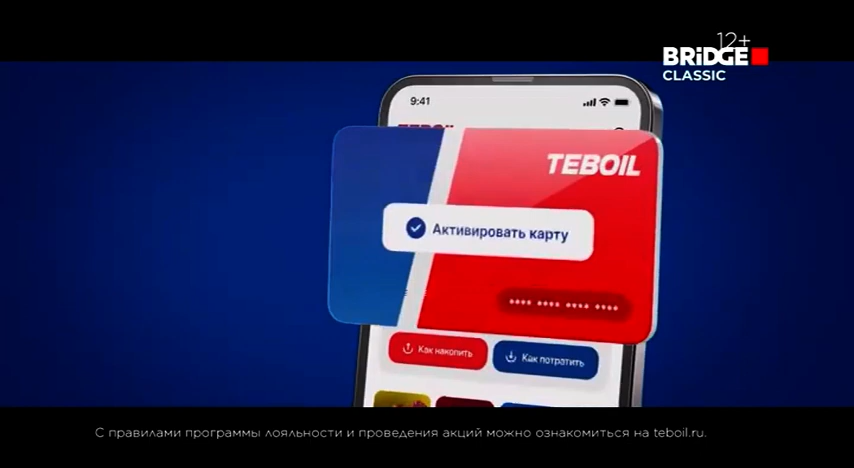 12+
BRiDGE
CLASSIC
9:41
TEBOIL
TEBOIL
Активировать карту
**** **** **** ****
Как накопить
Как потратить
С правилами программы лояльности и проведения акций можно ознакомиться на teboil.ru.